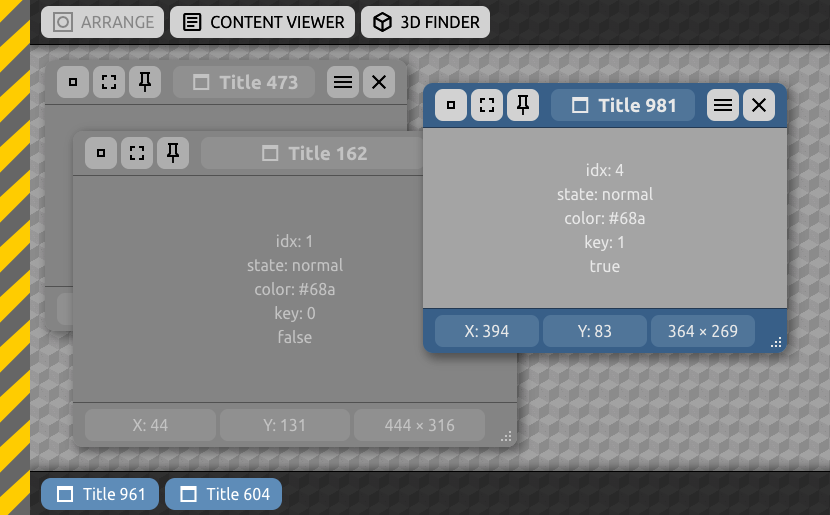 ARRANGE
CONTENT VIEWER
3D FINDER
Title 473
Title 981
Title 162
idx: 4
state: normal
color: #68a
key: 1
true
idx: 1
state: normal
color: #68a
key: 0
false
X: 394
Y: 83
364 × 269
X: 44
Y: 131
444 × 316
Title 961
Title 604